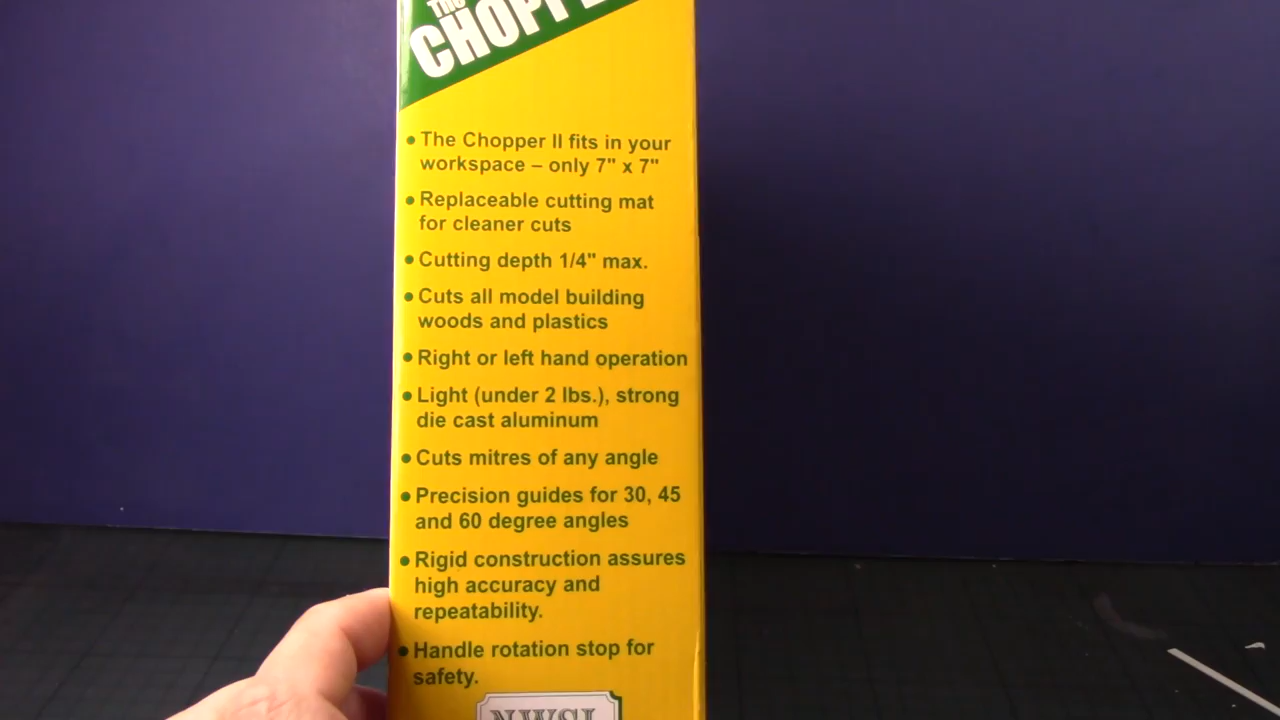 THE
CHOPPE
• The Chopper II fits in your
workspace – only 7" x 7"
• Replaceable cutting mat
for cleaner cuts
• Cutting depth 1/4" max.
• Cuts all model building
woods and plastics
• Right or left hand operation
• Light (under 2 lbs.), strong
die cast aluminum
• Cuts mitres of any angle
• Precision guides for 30, 45
and 60 degree angles
• Rigid construction assures
high accuracy and
repeatability.
• Handle rotation stop for
safety.
NWSL